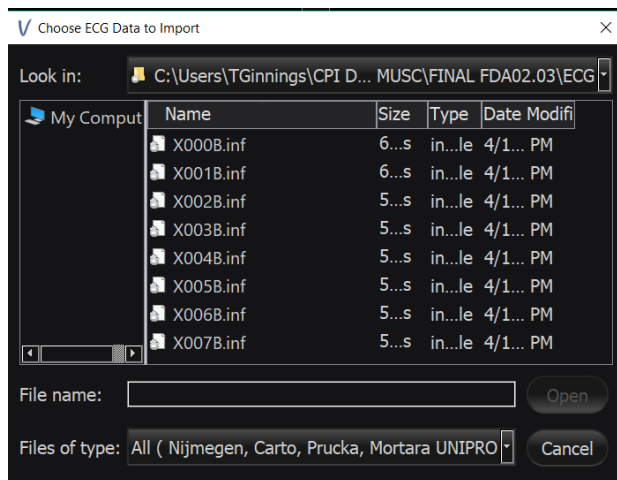 Choose ECG Data to Import
Look in: C:\Users\TGinnings\CPI D... MUSC\FINAL FDA02.03\ECG
My Comput
Name Size Type Date Modifi
X000B.inf 6...s in...le 4/1... PM
X001B.inf 6...s in...le 4/1... PM
X002B.inf 5...s in...le 4/1... PM
X003B.inf 5...s in...le 4/1... PM
X004B.inf 5...s in...le 4/1... PM
X005B.inf 5...s in...le 4/1... PM
X006B.inf 5...s in...le 4/1... PM
X007B.inf 5...s in...le 4/1... PM
File name: Open
Files of type: All ( Nijmegen, Carto, Prucka, Mortara UNIPRO Cancel